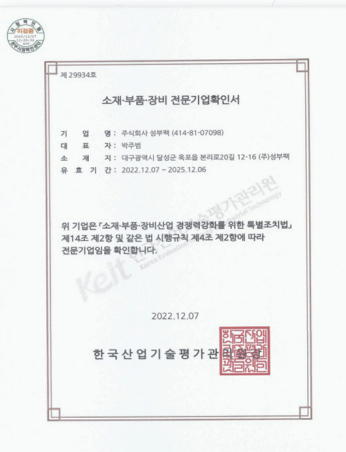 제 29934호
소재·부품·장비 전문기업확인서
기 업 명 : 주식회사 성부팩 (414-81-07098)
대 표 자 : 박주범
소 재 지 : 대구광역시 달성군 옥포읍 본리로20길 12-16 (주)성부팩
유 효 기 간 : 2022.12.07 ~ 2025.12.06
위 기업은 「소재·부품·장비산업 경쟁력강화를 위한 특별조치법」
제14조 제2항 및 같은 법 시행규칙 제4조 제2항에 따라
전문기업임을 확인합니다.
Keit
2022.12.07
한국산업기술평가관리원장